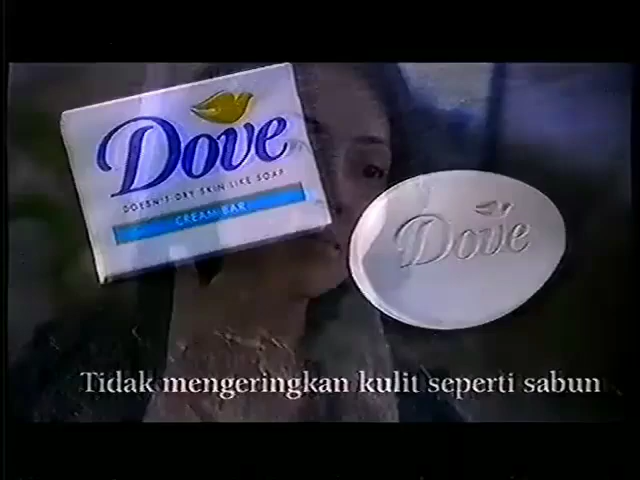 Dove
DOESN'T DRY SKIN LIKE SOAP
CREAM BAR
Dove
Tidak mengeringkan kulit seperti sabun